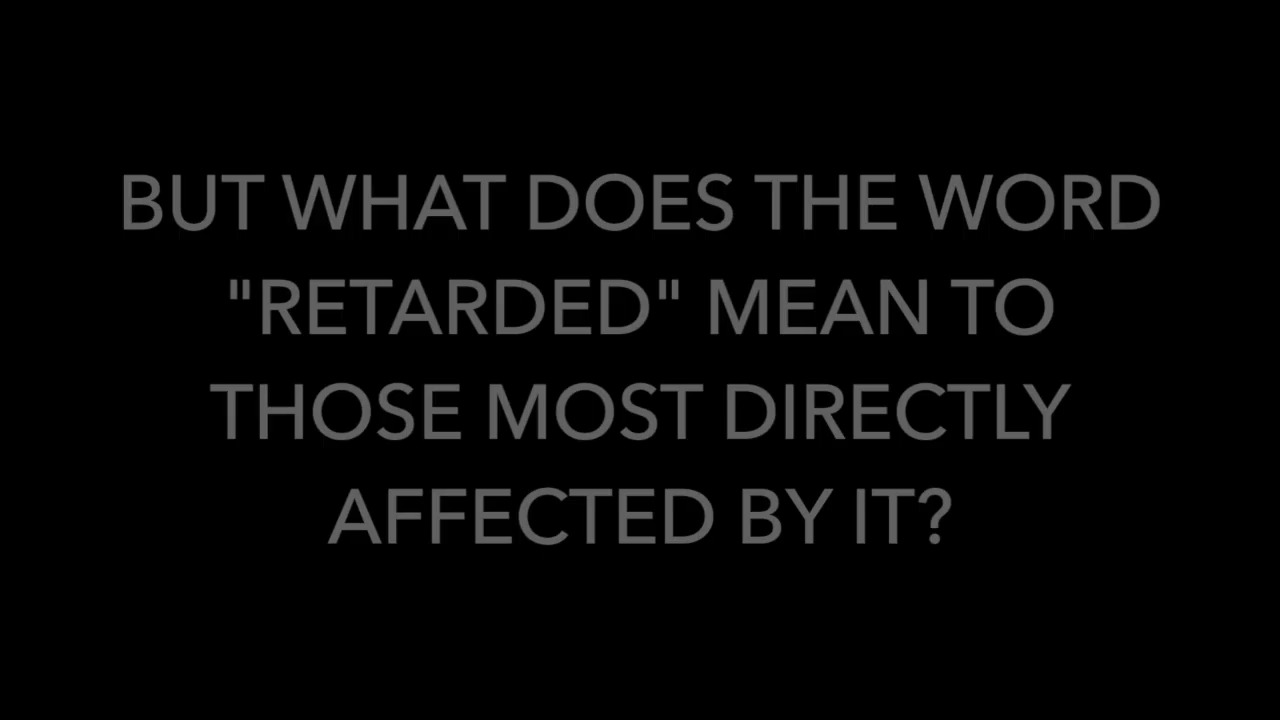 BUT WHAT DOES THE WORD
"RETARDED" MEAN TO
THOSE MOST DIRECTLY
AFFECTED BY IT?